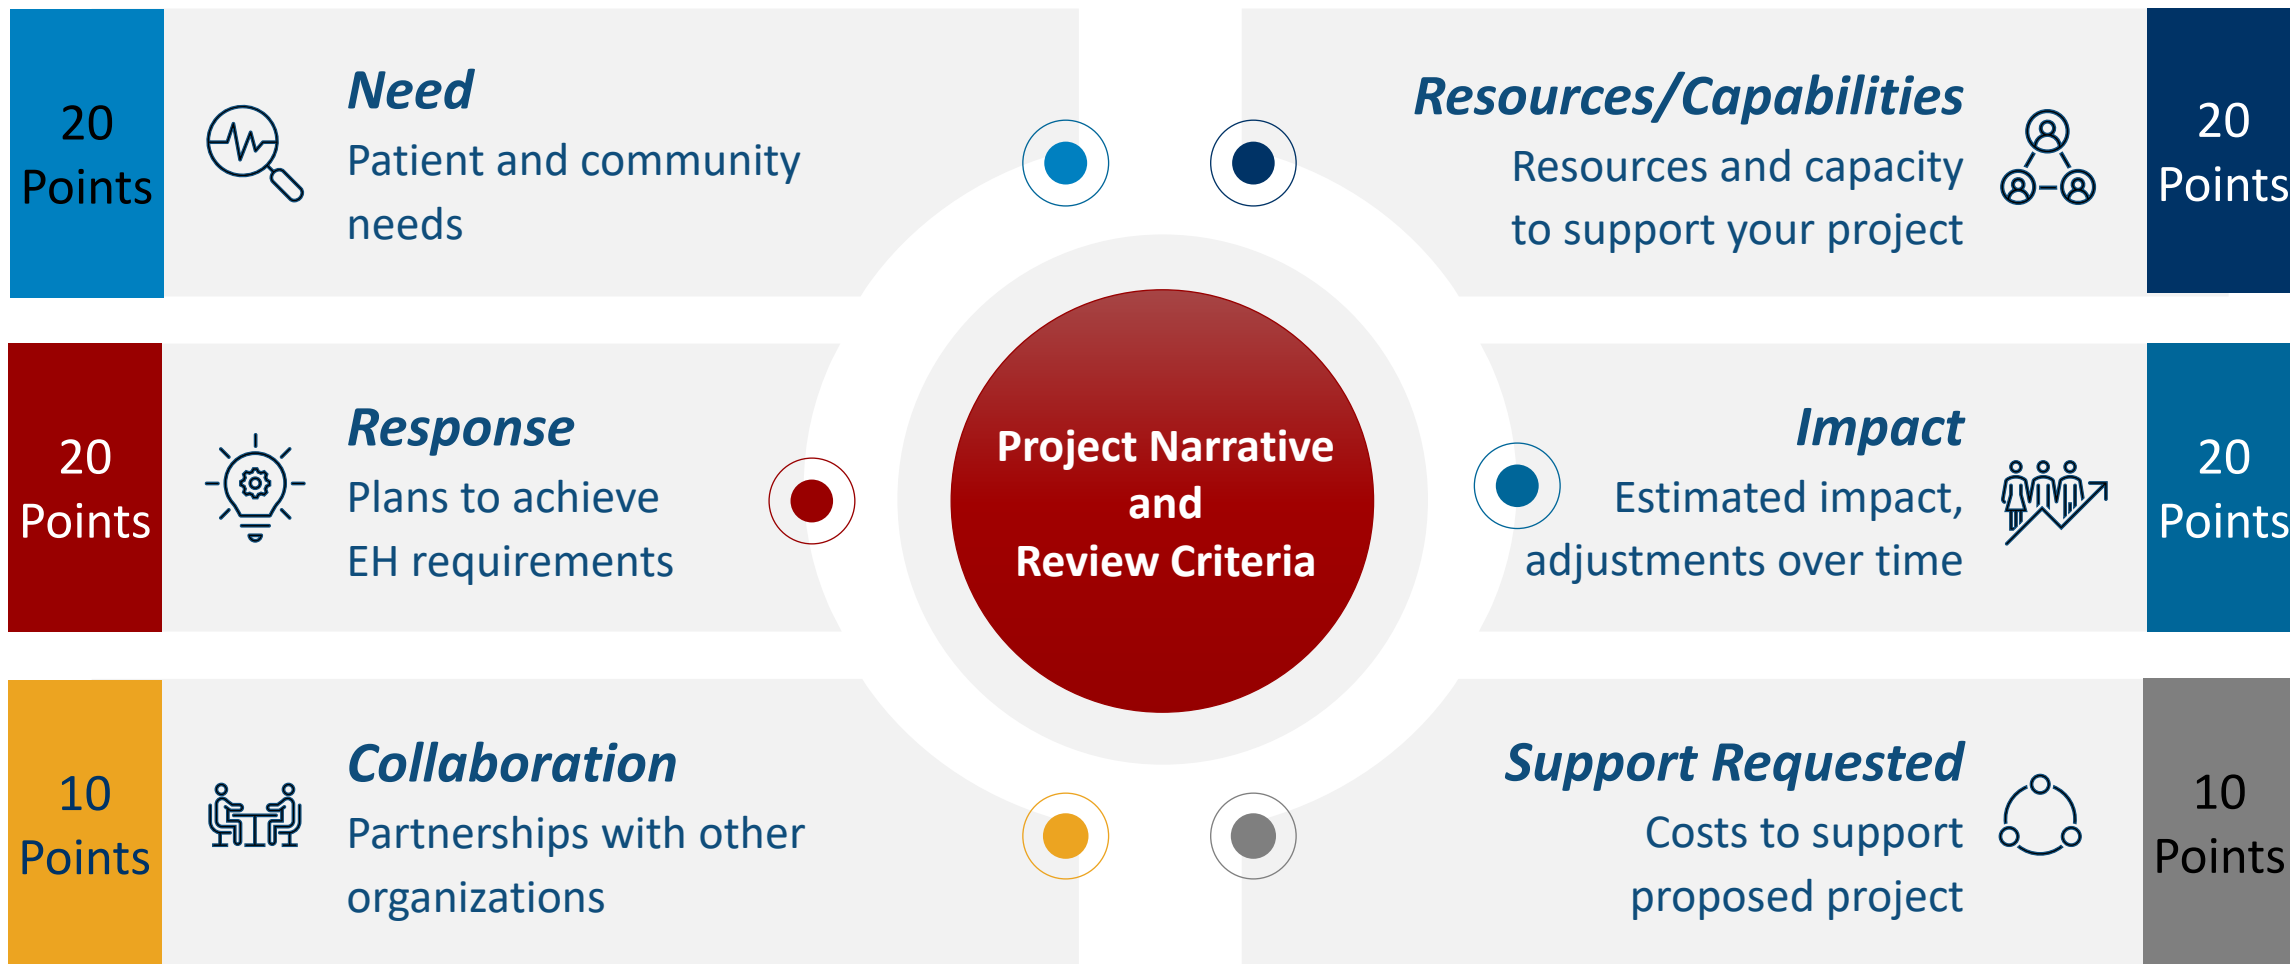 20
Points
Need
Patient and community
needs
20
Points
Response
Plans to achieve
EH requirements
10
Points
Collaboration
Partnerships with other
organizations
Project Narrative
and
Review Criteria
Resources/Capabilities
Resources and capacity
to support your project
20
Points
Impact
Estimated impact,
adjustments over time
20
Points
Support Requested
Costs to support
proposed project
10
Points